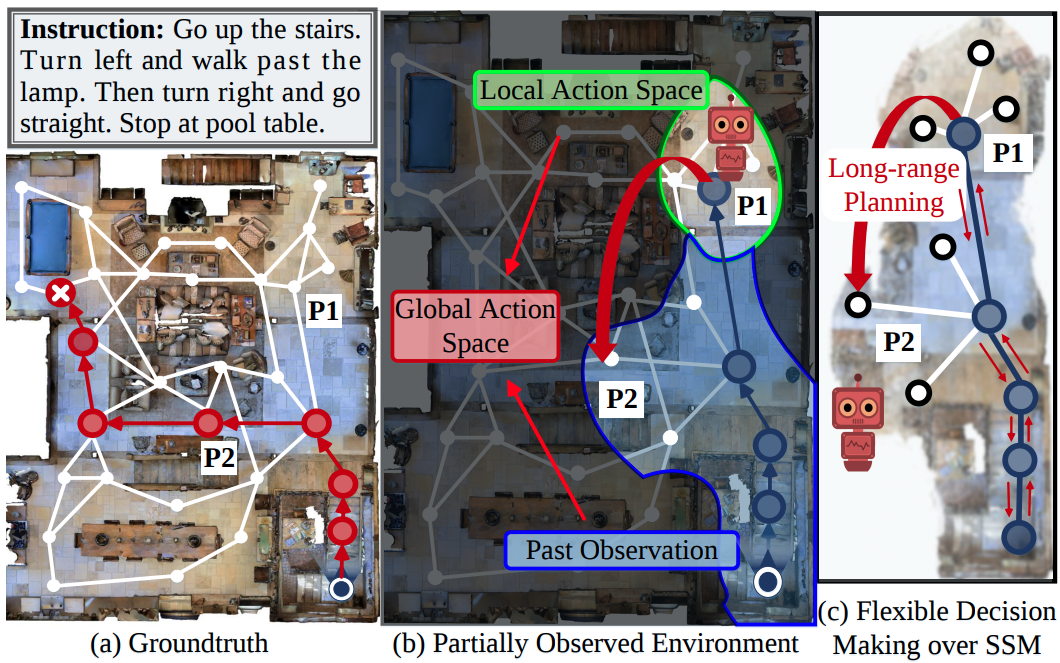 Instruction: Go up the stairs.
Turn left and walk past the
lamp. Then turn right and go
straight. Stop at pool table.
P1
P2
(a) Groundtruth
Local Action Space
P1
Global Action
Space
P2
Past Observation
(b) Partially Observed Environment
P1
Long-range
Planning
P2
(c) Flexible Decision
Making over SSM